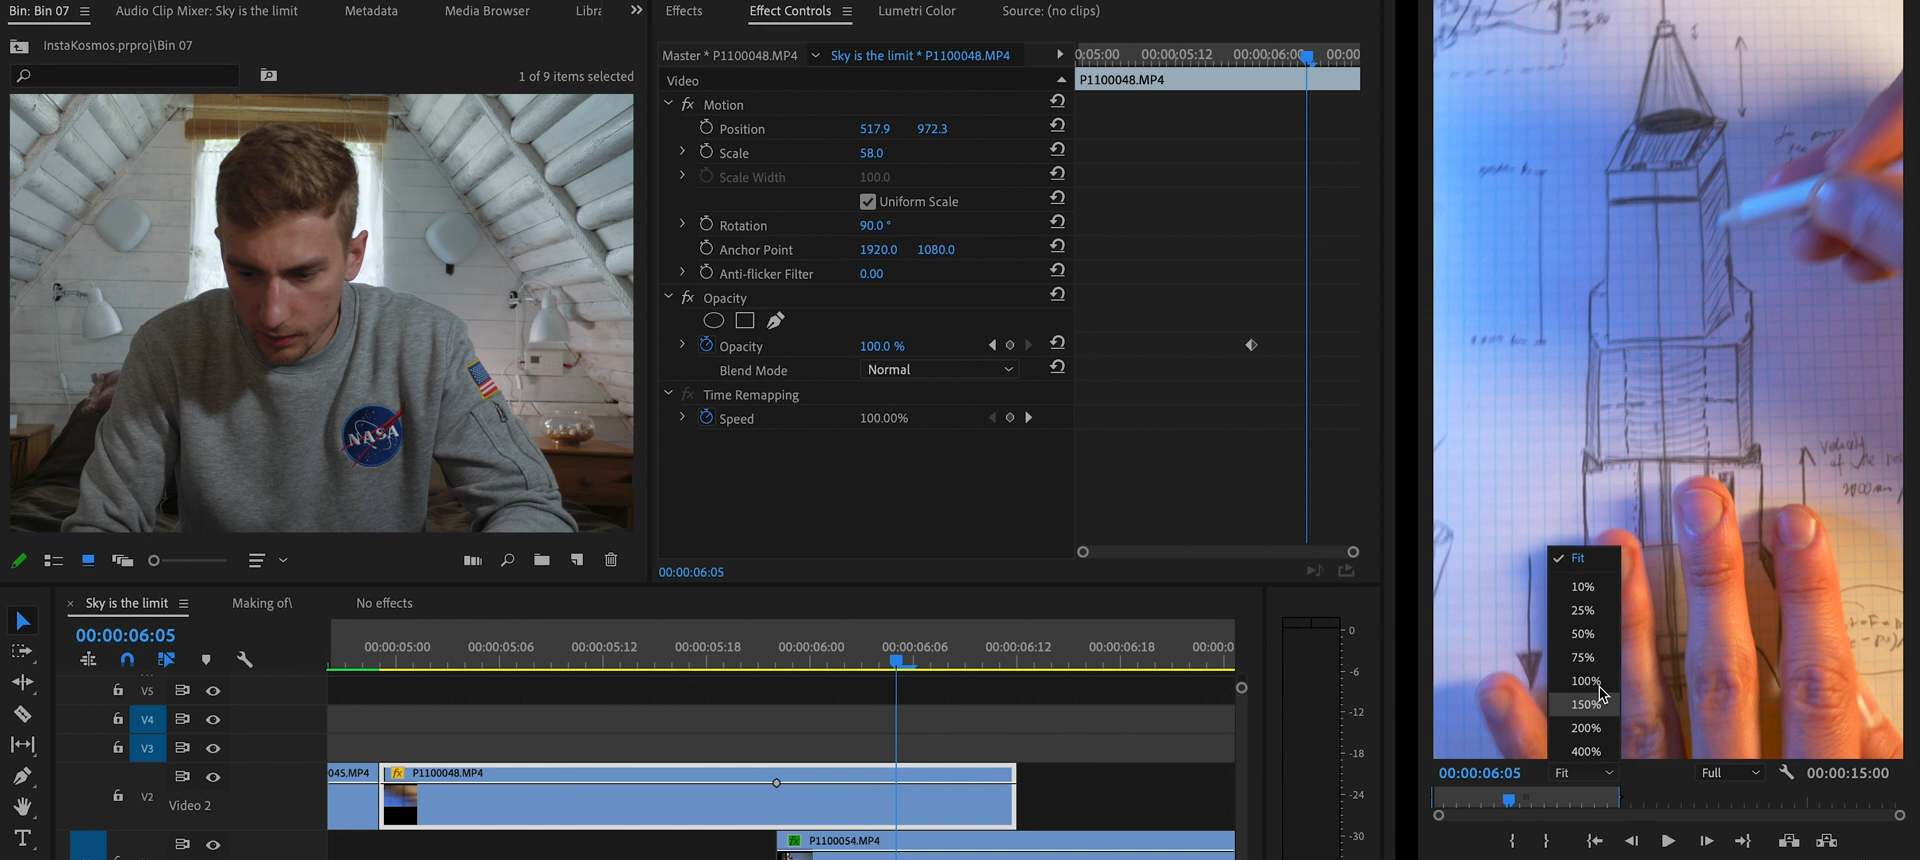 Bin: Bin 07
Audio Clip Mixer: Sky is the limit
Metadata
Media Browser
InstaKosmos.prproj\Bin 07
1 of 9 items selected
NASA
Effects
Effect Controls
Lumetri Color
Source: (no clips)
Master * P1100048.MP4
Sky is the limit * P1100048.MP4
0;05:00 00:00:05:12 00:00:06:00 00:00
Video
P1100048.MP4
fx Motion
Position 517.9 972.3
Scale 58.0
Scale Width 100.0
Uniform Scale
Rotation 90.0 °
Anchor Point 1920.0 1080.0
Anti-flicker Filter 0.00
fx Opacity
Opacity 100.0 %
Blend Mode Normal
fx Time Remapping
Speed 100.00%
00:00:06:05
× Sky is the limit
Making of\
No effects
00:00:06:05
00:00:05:00 00:00:05:06 00:00:05:12 00:00:05:18 00:00:06:00 00:00:06:06 00:00:06:12 00:00:06:18 00:00:0
V5
V4
V3
045.MP4
fx P1100048.MP4
V2
Video 2
fx P1100054.MP4
0
-6
-12
-18
-24
-30
Fit
10%
25%
50%
75%
100%
150%
200%
400%
00:00:06:05
Fit
Full
00:00:15:00